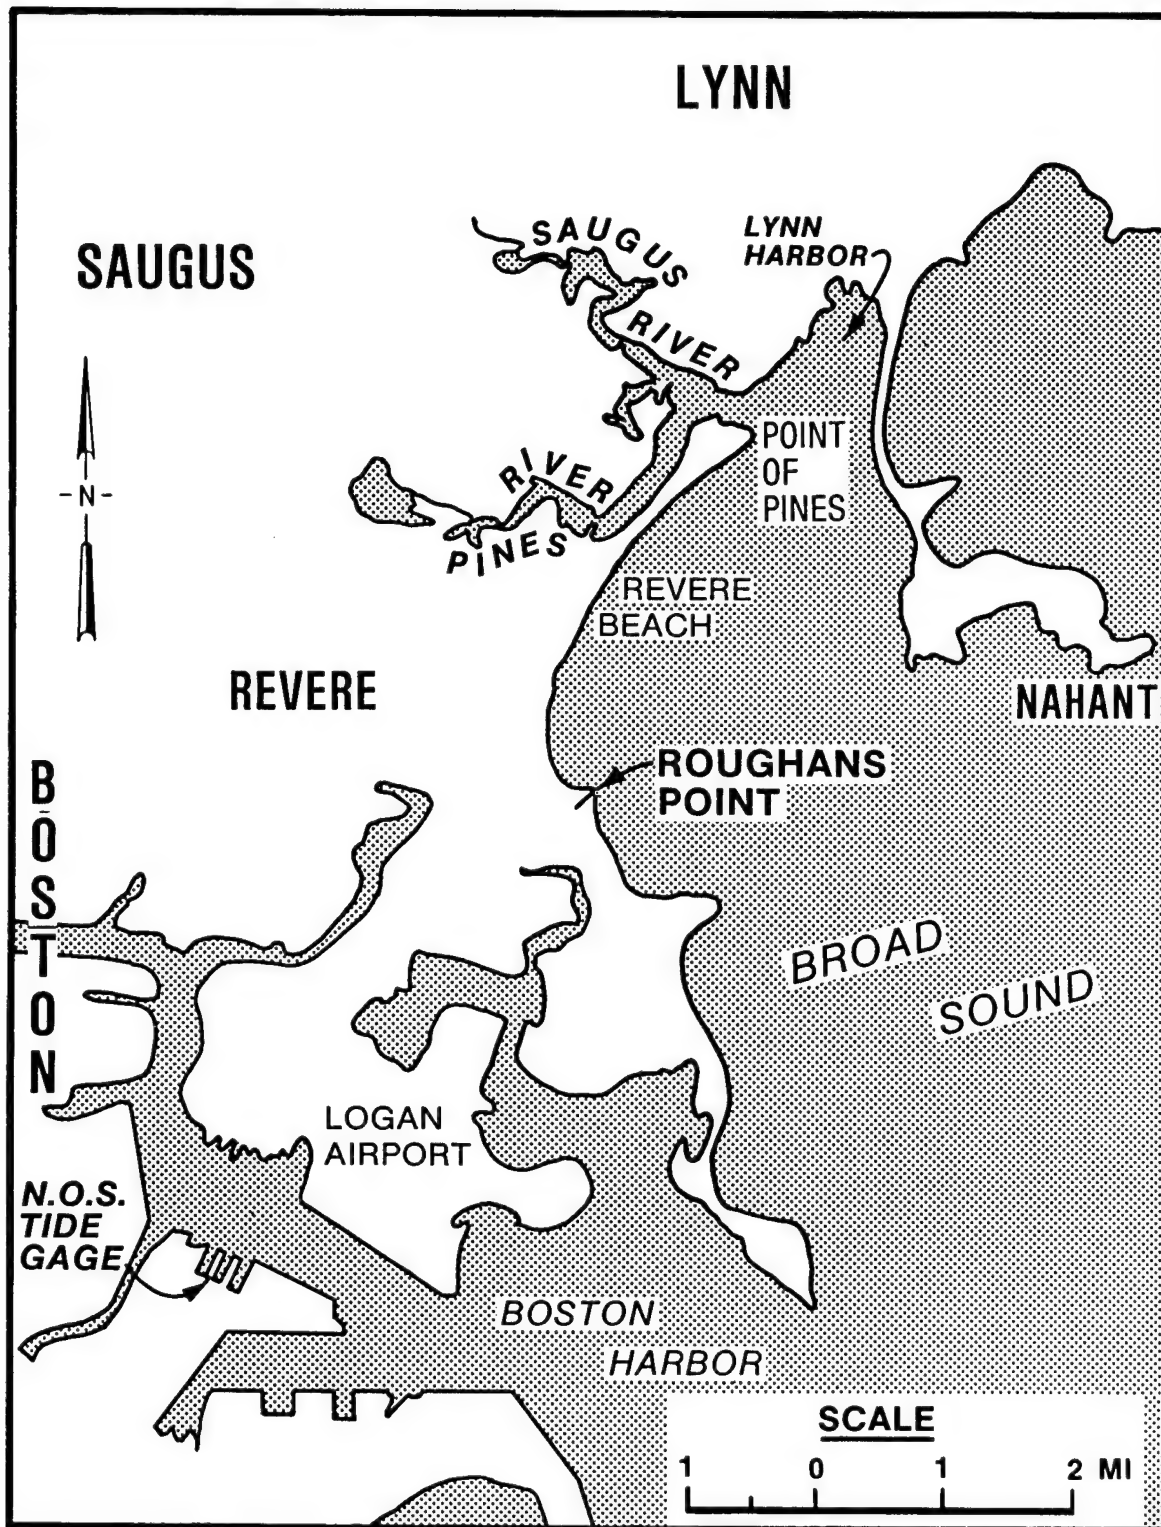 LYNN
SAUGUS
RIVER
LYNN
HARBOR
SAUGUS
-N-
POINT
OF
PINES
RIVER
PINES
REVERE
BEACH
REVERE
NAHANT
ROUGHANS
POINT
BOSTON
BROAD
SOUND
LOGAN
AIRPORT
N.O.S.
TIDE
GAGE
BOSTON
HARBOR
SCALE
1 0 1 2 MI